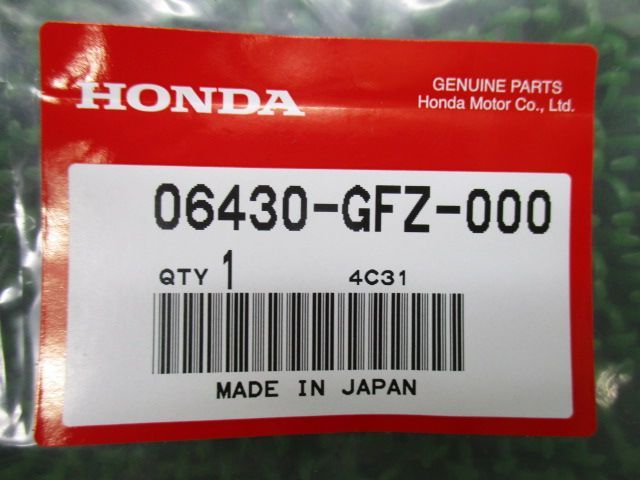 HONDA
GENUINE PARTS
Honda Motor Co., Ltd.
06430-GFZ-000
QTY 1 4C31
MADE IN JAPAN